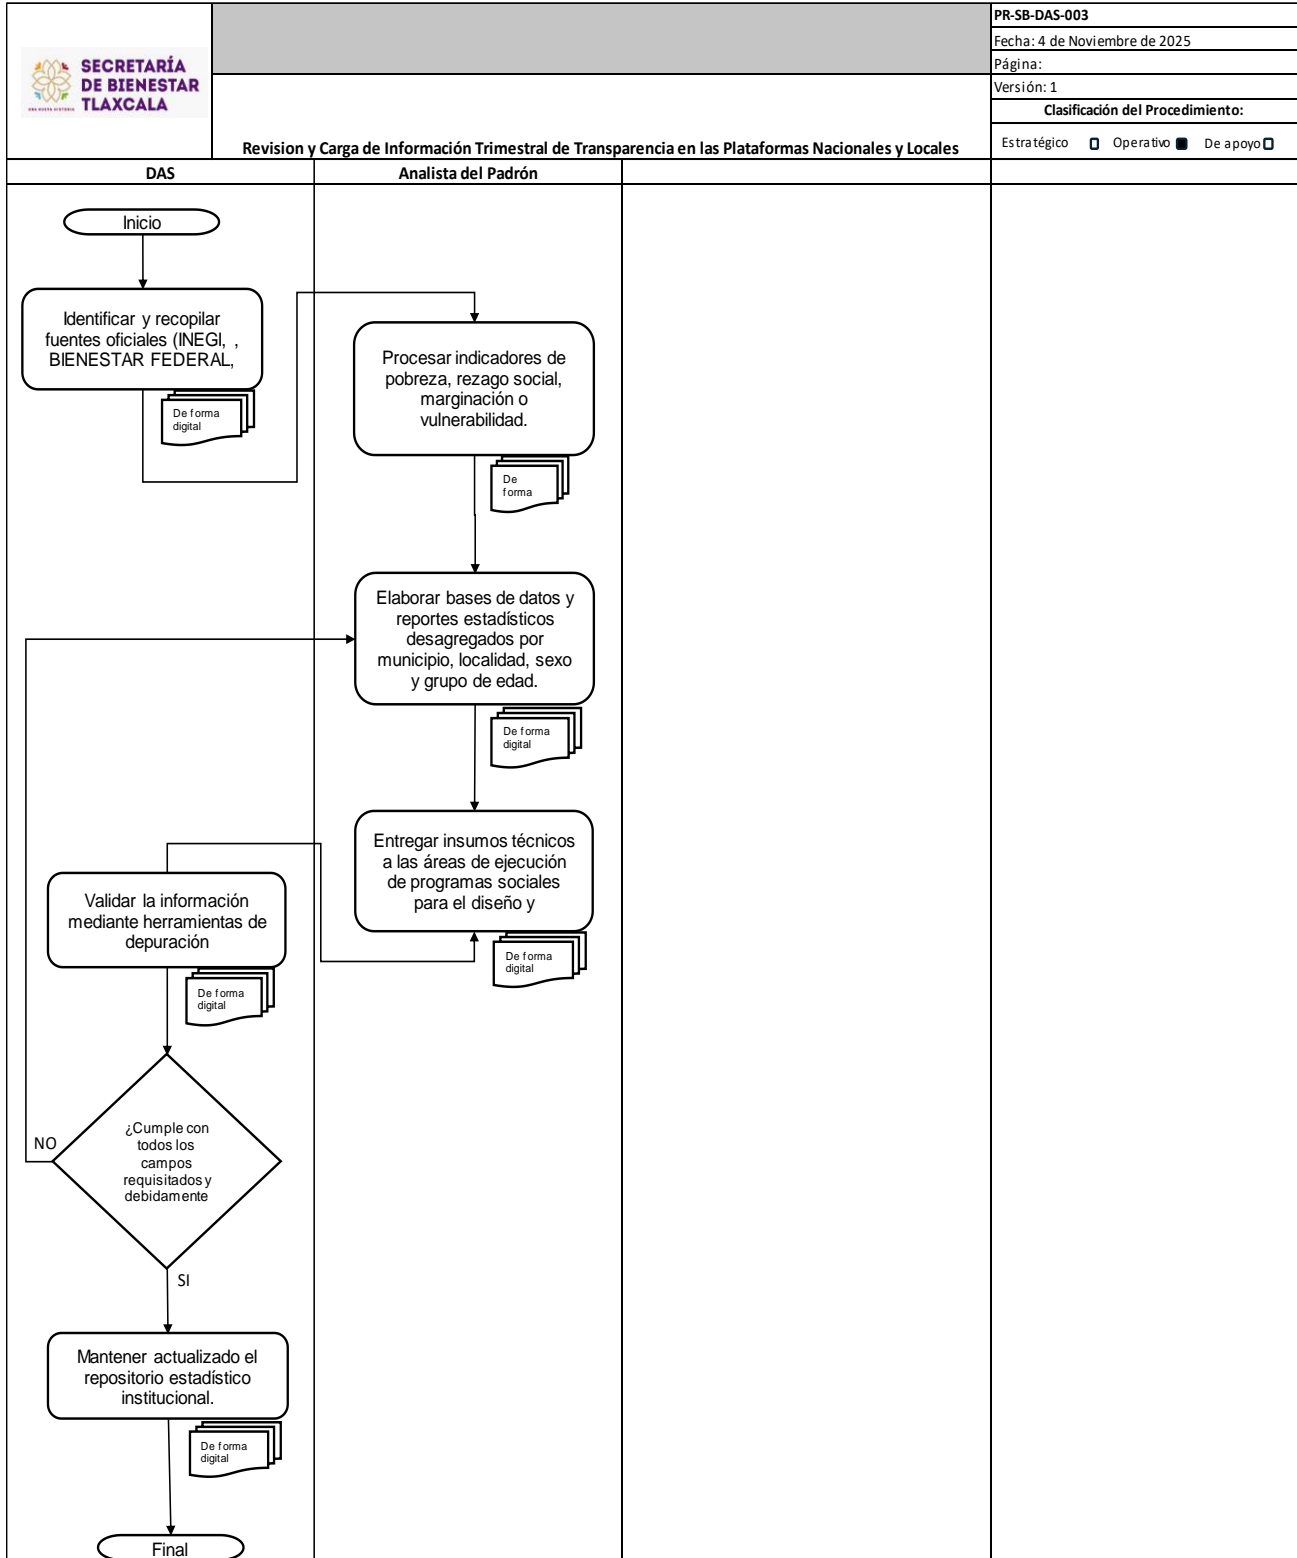 SECRETARÍA
DE BIENESTAR
TLAXCALA
PR-SB-DAS-003
Fecha: 4 de Noviembre de 2025
Página:
Versión: 1
Clasificación del Procedimiento:
Estratégico Operativo De apoyo
Revision y Carga de Información Trimestral de Transparencia en las Plataformas Nacionales y Locales
DAS
Analista del Padrón
Inicio
Identificar y recopilar
fuentes oficiales (INEGI, ,
BIENESTAR FEDERAL,
De forma
digital
Procesar indicadores de
pobreza, rezago social,
marginación o
vulnerabilidad.
De
forma
Elaborar bases de datos y
reportes estadísticos
desagregados por
municipio, localidad, sexo
y grupo de edad.
De forma
digital
Entregar insumos técnicos
a las áreas de ejecución
de programas sociales
para el diseño y
De forma
digital
Validar la información
mediante herramientas de
depuración
De forma
digital
¿Cumple con
todos los
campos
requisitados y
debidamente
NO
SI
Mantener actualizado el
repositorio estadístico
institucional.
De forma
digital
Final